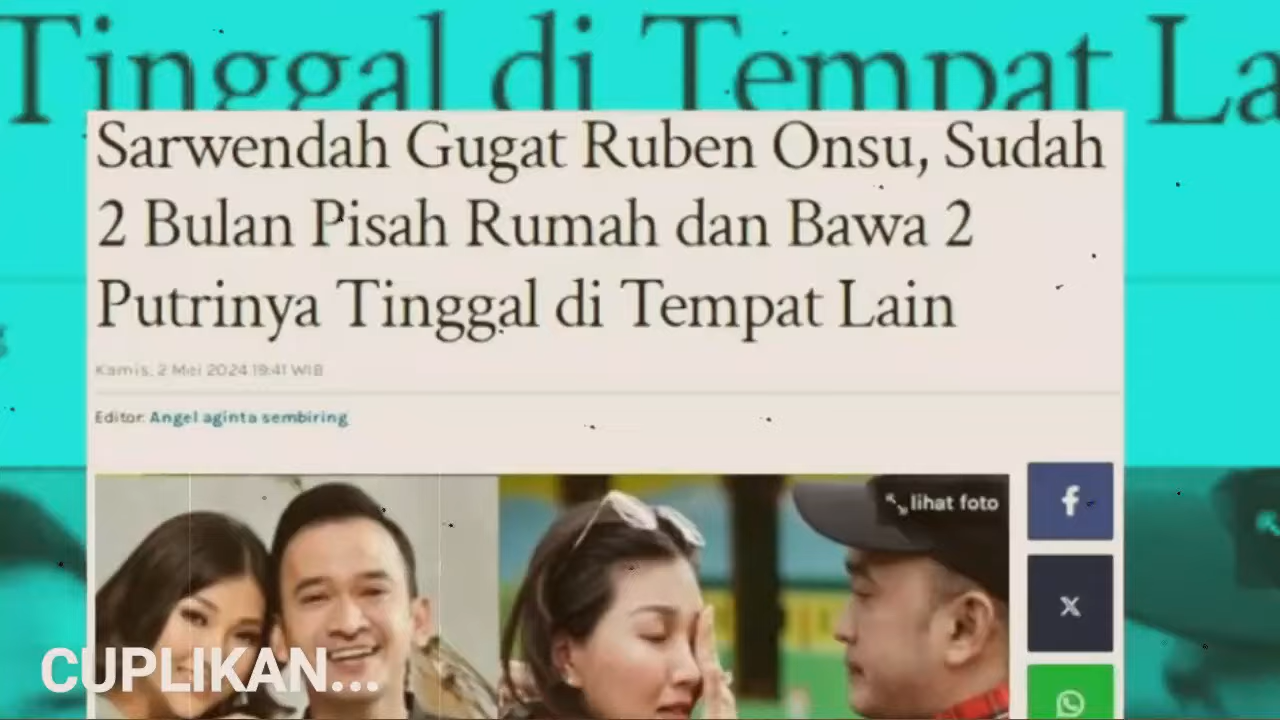 Tinggal di Tempat La
Sarwendah Gugat Ruben Onsu, Sudah
2 Bulan Pisah Rumah dan Bawa 2
Putrinya Tinggal di Tempat Lain
Kamis, 2 Mei 2024 19:41 WIB
Editor: Angel aginta sembiring
lihat foto
CUPLIKAN...